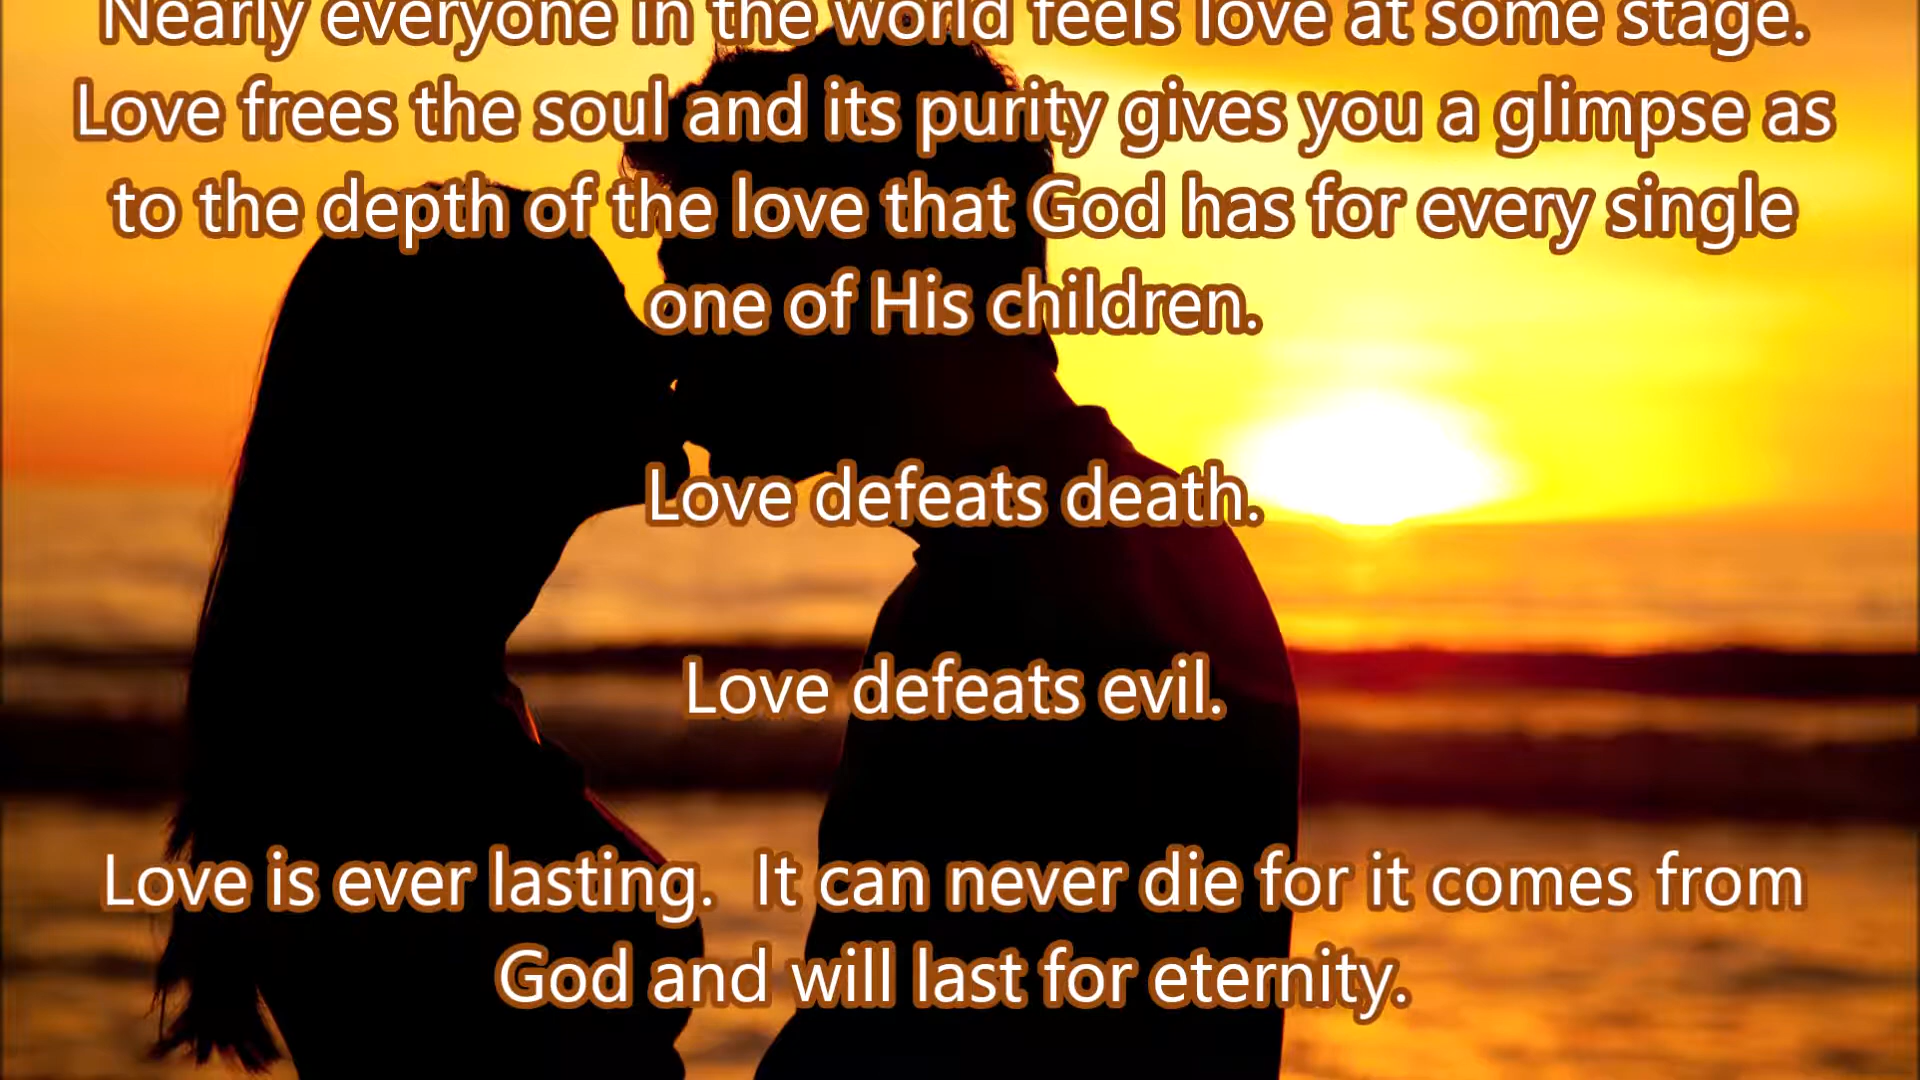 Nearly everyone in the world feels love at some stage.
Love frees the soul and its purity gives you a glimpse as
to the depth of the love that God has for every single
one of His children.
Love defeats death.
Love defeats evil.
Love is ever lasting.  It can never die for it comes from
God and will last for eternity.